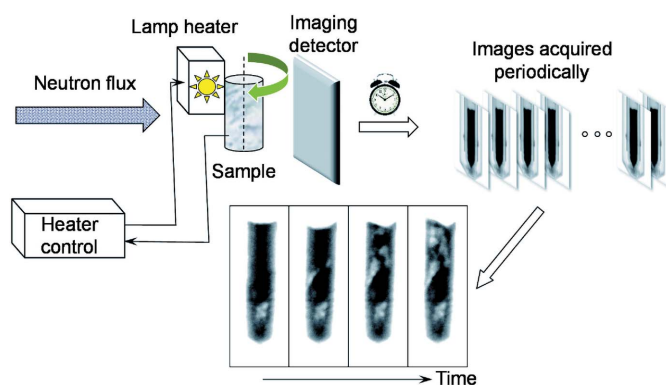 Lamp heater
Imaging
detector
Images acquired
periodically
Neutron flux
Sample
Heater
control
Time